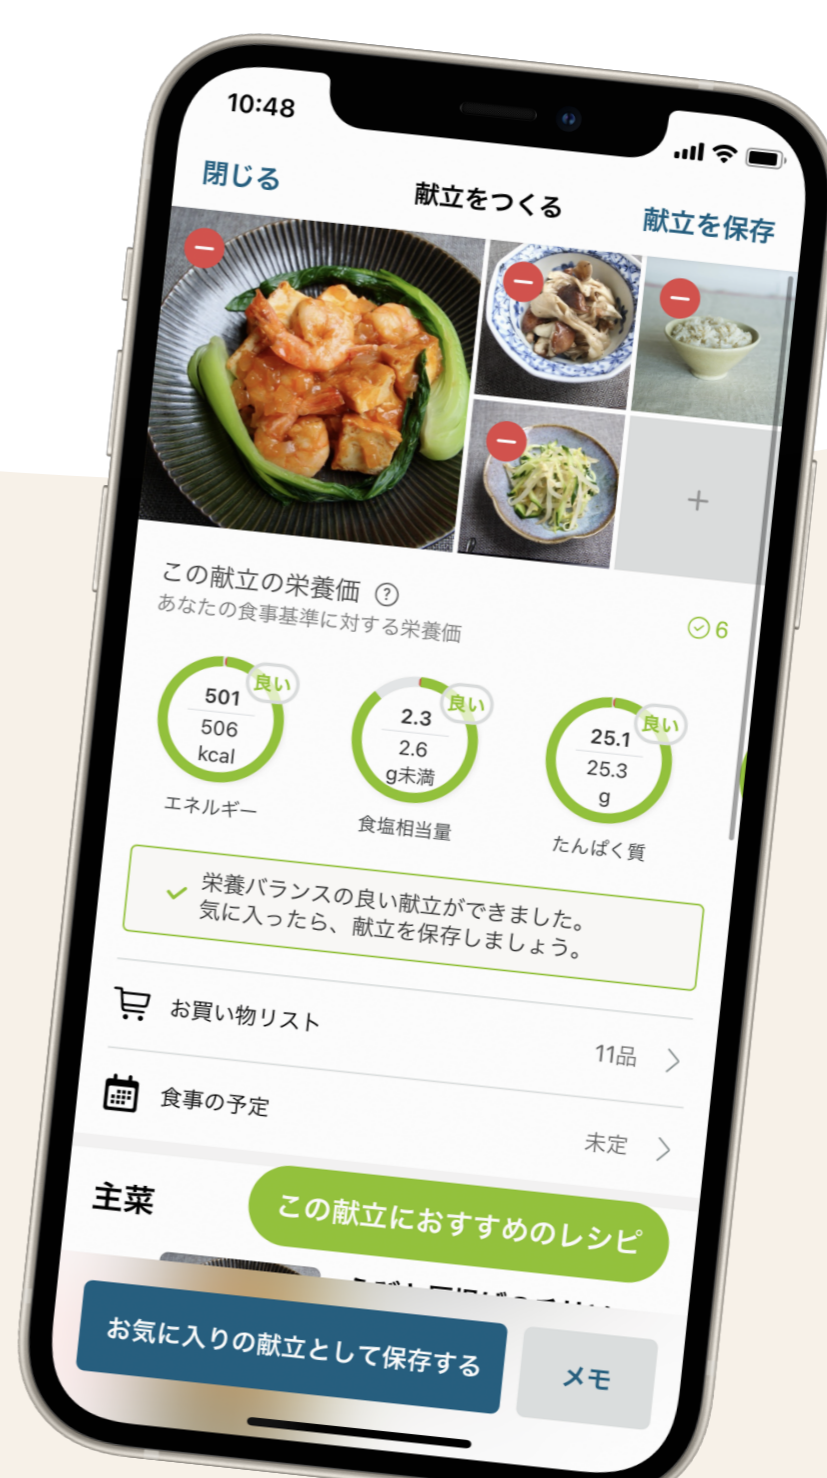 10:48
閉じる
献立をつくる
献立を保存
この献立の栄養価 ?
あなたの食事基準に対する栄養価
6
良い
501
506
kcal
エネルギー
良い
2.3
2.6
g未満
食塩相当量
良い
25.1
25.3
g
たんぱく質
栄養バランスの良い献立ができました。
気に入ったら、献立を保存しましょう。
お買い物リスト
11品
食事の予定
未定
主菜
この献立におすすめのレシピ
お気に入りの献立として保存する
メモ